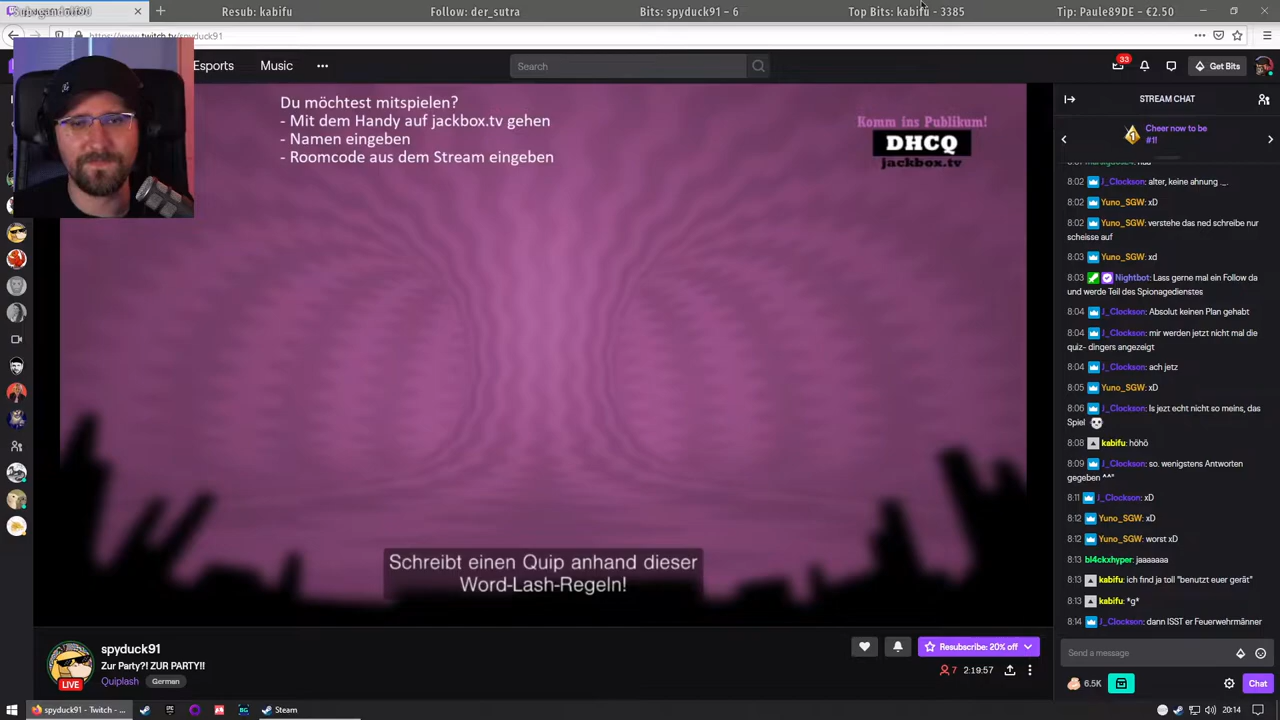 Resub: kabifu
Follow: der_sutra
Bits: spyduck91 - 6
Top Bits: kabifu - 3385
Tip: Paule89DE - €2.50
https://www.twitch.tv/spyduck91
Esports
Music
Search
33
Get Bits
Du möchtest mitspielen?
- Mit dem Handy auf jackbox.tv gehen
- Namen eingeben
- Roomcode aus dem Stream eingeben
Komm ins Publikum!
DHCQ
jackbox.tv
Schreibt einen Quip anhand dieser
Word-Lash-Regeln!
STREAM CHAT
Cheer now to be
#1!
8:02 J_Clockson: alter, keine ahnung ._.
8:02 Yuno_SGW: xD
8:02 Yuno_SGW: verstehe das ned schreibe nur
scheisse auf
8:03 Yuno_SGW: xd
8:03 Nightbot: Lass gerne mal ein Follow da
und werde Teil des Spionagedienstes
8:04 J_Clockson: Absolut keinen Plan gehabt
8:04 J_Clockson: mir werden jetzt nicht mal die
quiz- dingers angezeigt
8:04 J_Clockson: ach jetz
8:05 Yuno_SGW: xD
8:06 J_Clockson: Is jezt echt nicht so meins, das
Spiel
8:08 kabifu: höhö
8:09 J_Clockson: so. wenigstens Antworten
gegeben ^^"
8:11 J_Clockson: xD
8:12 Yuno_SGW: xD
8:12 Yuno_SGW: worst xD
8:13 bl4ckxhyper: jaaaaaaa
8:13 kabifu: ich find ja toll "benutzt euer gerät"
8:13 kabifu: *g*
8:14 J_Clockson: dann ISST er Feuerwehrmänner
Send a message
6.5K
Chat
spyduck91
Zur Party?! ZUR PARTY!!
Quiplash
German
LIVE
Resubscribe: 20% off
7
2:19:57
spyduck91 - Twitch - ...
Steam
20:14